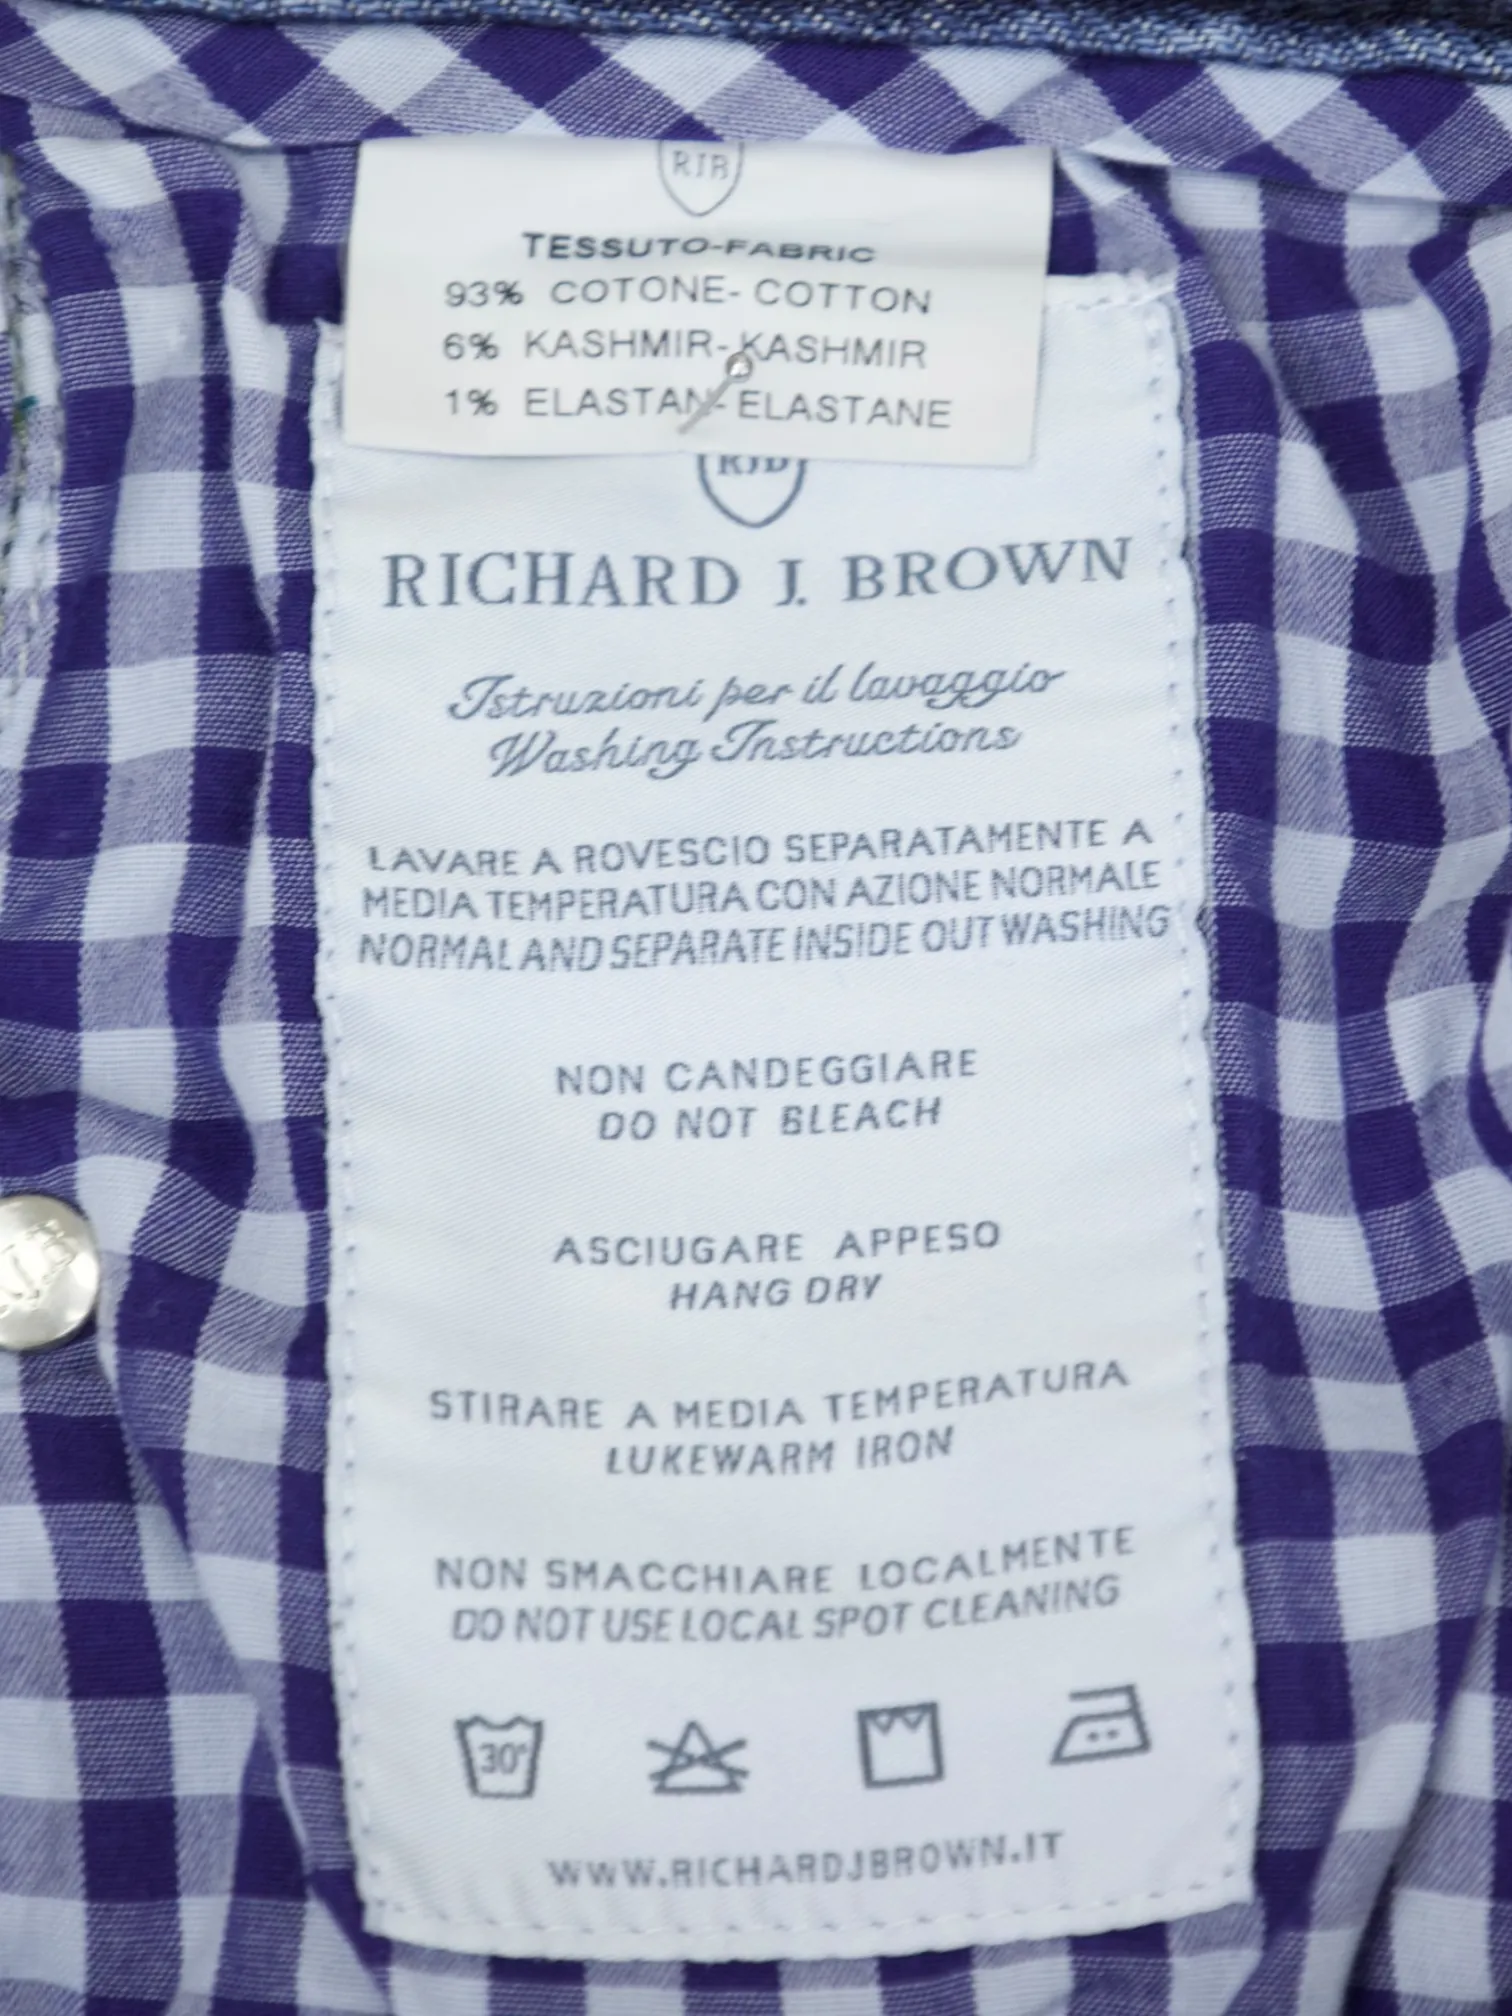 RJB
TESSUTO-FABRIC
93% COTONE- COTTON
6% KASHMIR-KASHMIR
1% ELASTAN-ELASTANE
RJB
RICHARD J. BROWN
Istruzioni per il lavaggio
Washing Instructions
LAVARE A ROVESCIO SEPARATAMENTE A
MEDIA TEMPERATURA CON AZIONE NORMALE
NORMAL AND SEPARATE INSIDE OUT WASHING
NON CANDEGGIARE
DO NOT BLEACH
ASCIUGARE APPESO
HANG DRY
STIRARE A MEDIA TEMPERATURA
LUKEWARM IRON
NON SMACCHIARE LOCALMENTE
DO NOT USE LOCAL SPOT CLEANING
30°
WWW.RICHARDJBROWN.IT